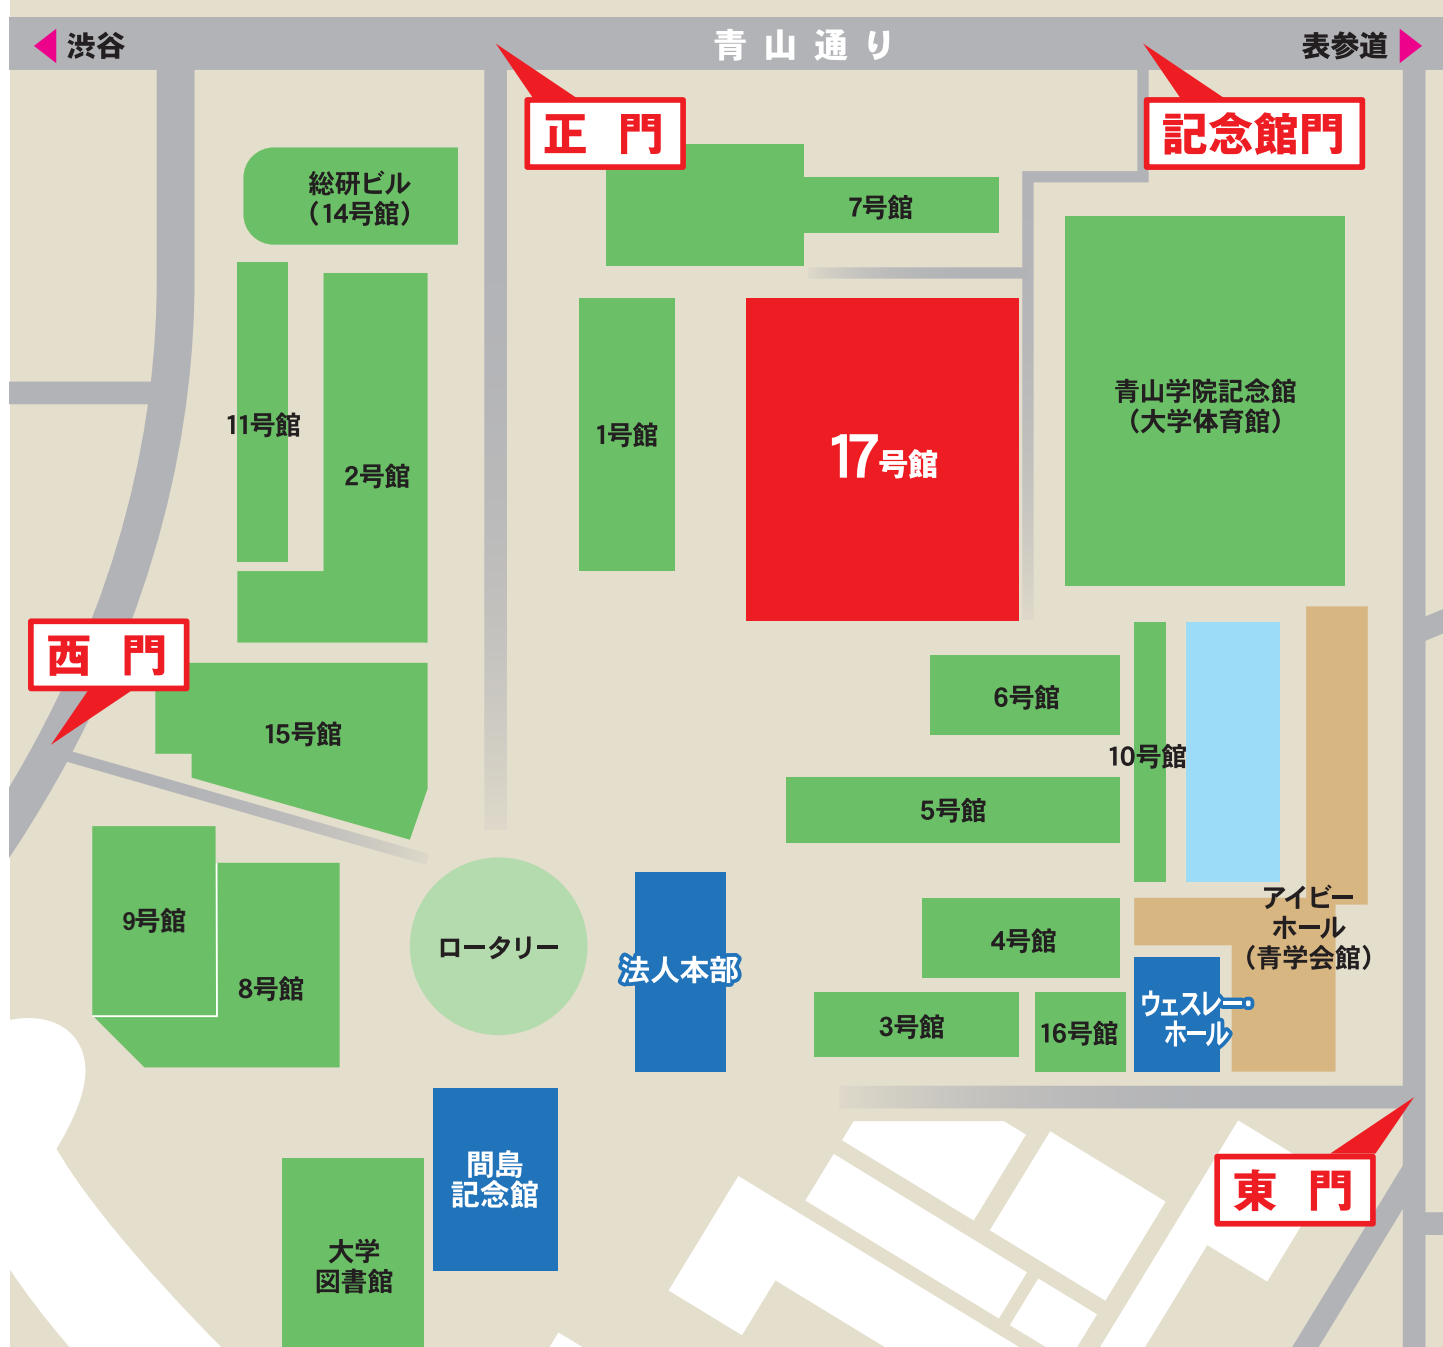 渋谷
青山通り
表参道
正門
記念館門
総研ビル
（14号館）
7号館
11号館
2号館
1号館
17号館
青山学院記念館
（大学体育館）
西門
15号館
6号館
10号館
5号館
9号館
8号館
ロータリー
法人本部
4号館
アイビー
ホール
（青学会館）
3号館
16号館
ウェスレー・
ホール
間島
記念館
東門
大学
図書館